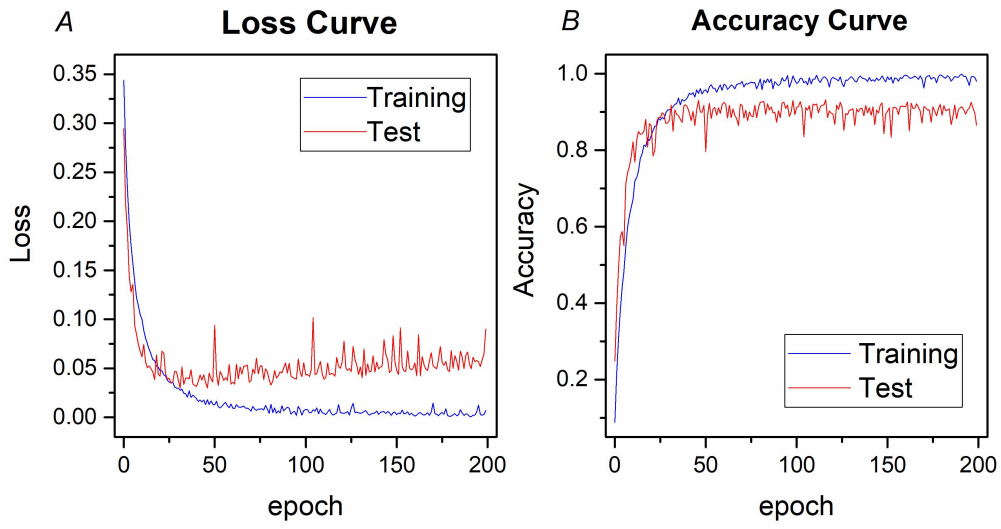 A
Loss Curve
0.35
0.30
0.25
0.20
0.15
0.10
0.05
0.00
Loss
Training
Test
0
50
100
150
200
epoch
B
Accuracy Curve
1.0
0.8
0.6
0.4
0.2
Accuracy
Training
Test
0
50
100
150
200
epoch